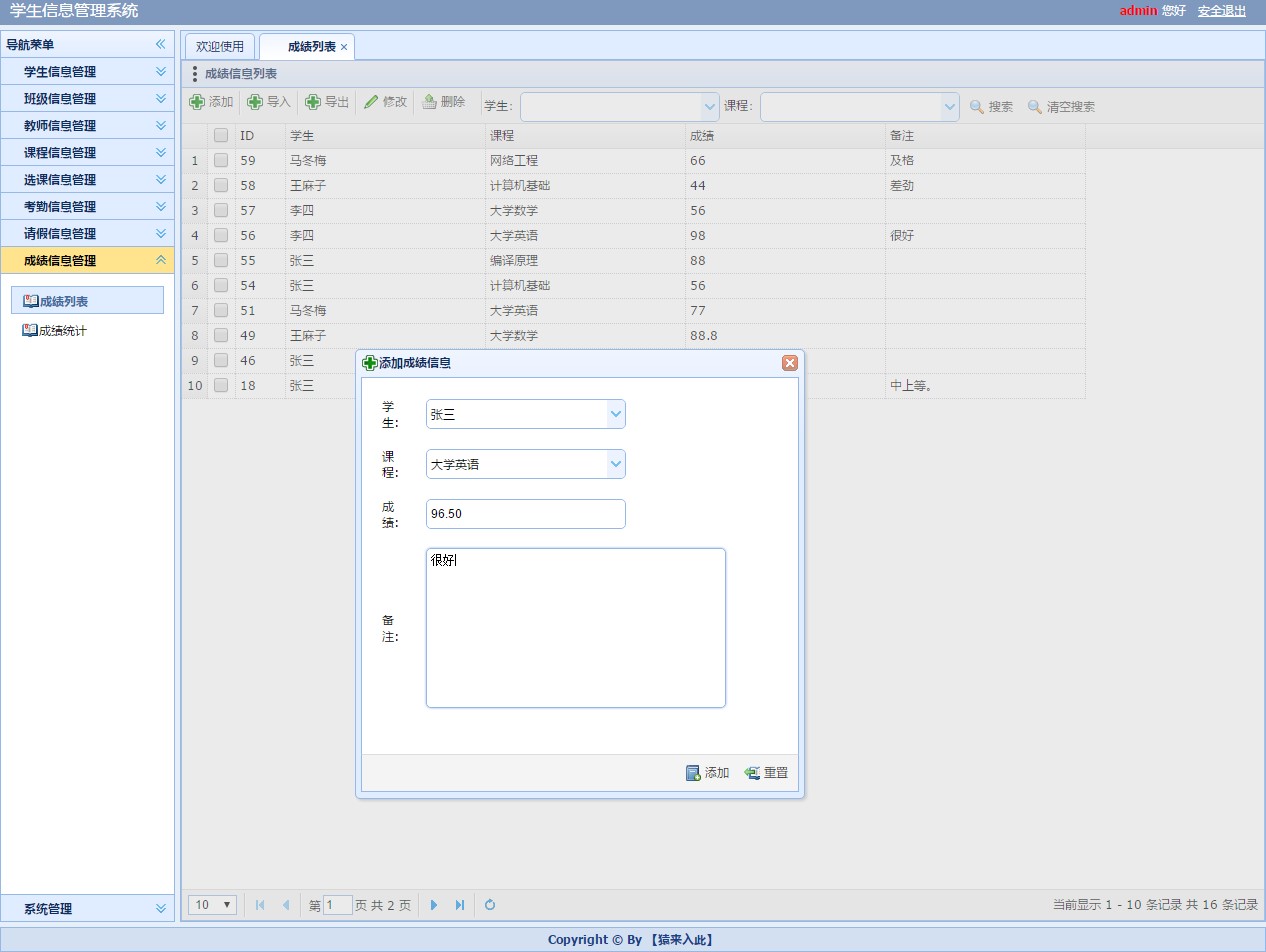 学生信息管理系统
admin 您好 安全退出
导航菜单
学生信息管理
班级信息管理
教师信息管理
课程信息管理
选课信息管理
考勤信息管理
请假信息管理
成绩信息管理
成绩列表
成绩统计
系统管理
欢迎使用 成绩列表 ×
成绩信息列表
添加 导入 导出 修改 删除 学生: 课程: 搜索 清空搜索
ID 学生 课程 成绩 备注
1 59 马冬梅 网络工程 66 及格
2 58 王麻子 计算机基础 44 差劲
3 57 李四 大学数学 56
4 56 李四 大学英语 98 很好
5 55 张三 编译原理 88
6 54 张三 计算机基础 56
7 51 马冬梅 大学英语 77
8 49 王麻子 大学数学 88.8
9 46 张三
10 18 张三 中上等。
添加成绩信息
学
生: 张三
课
程: 大学英语
成
绩: 96.50
备
注: 很好
添加 重置
10 第 1 页 共 2 页 当前显示 1 - 10 条记录 共 16 条记录
Copyright © By 【猿来入此】